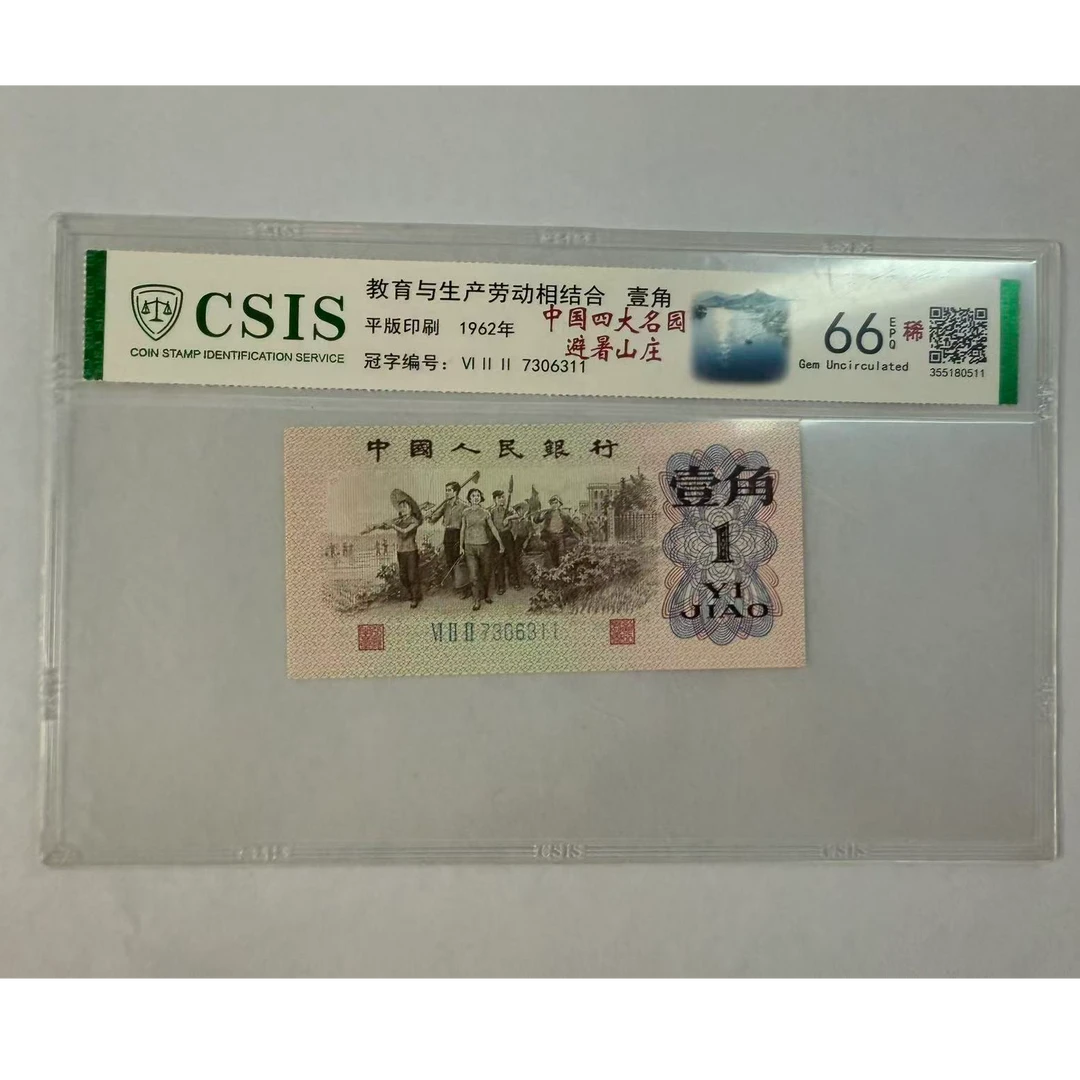 CSIS
COIN STAMP IDENTIFICATION SERVICE
教育与生产劳动相结合 壹角
平版印刷 1962年
冠字编号: VI II II 7306311
中国四大名园
避暑山庄
66 EPQ 稀
Gem Uncirculated
355180511
中國人民銀行
壹角
1
YI
JIAO
VI II II 7306311
CSIS
CSIS